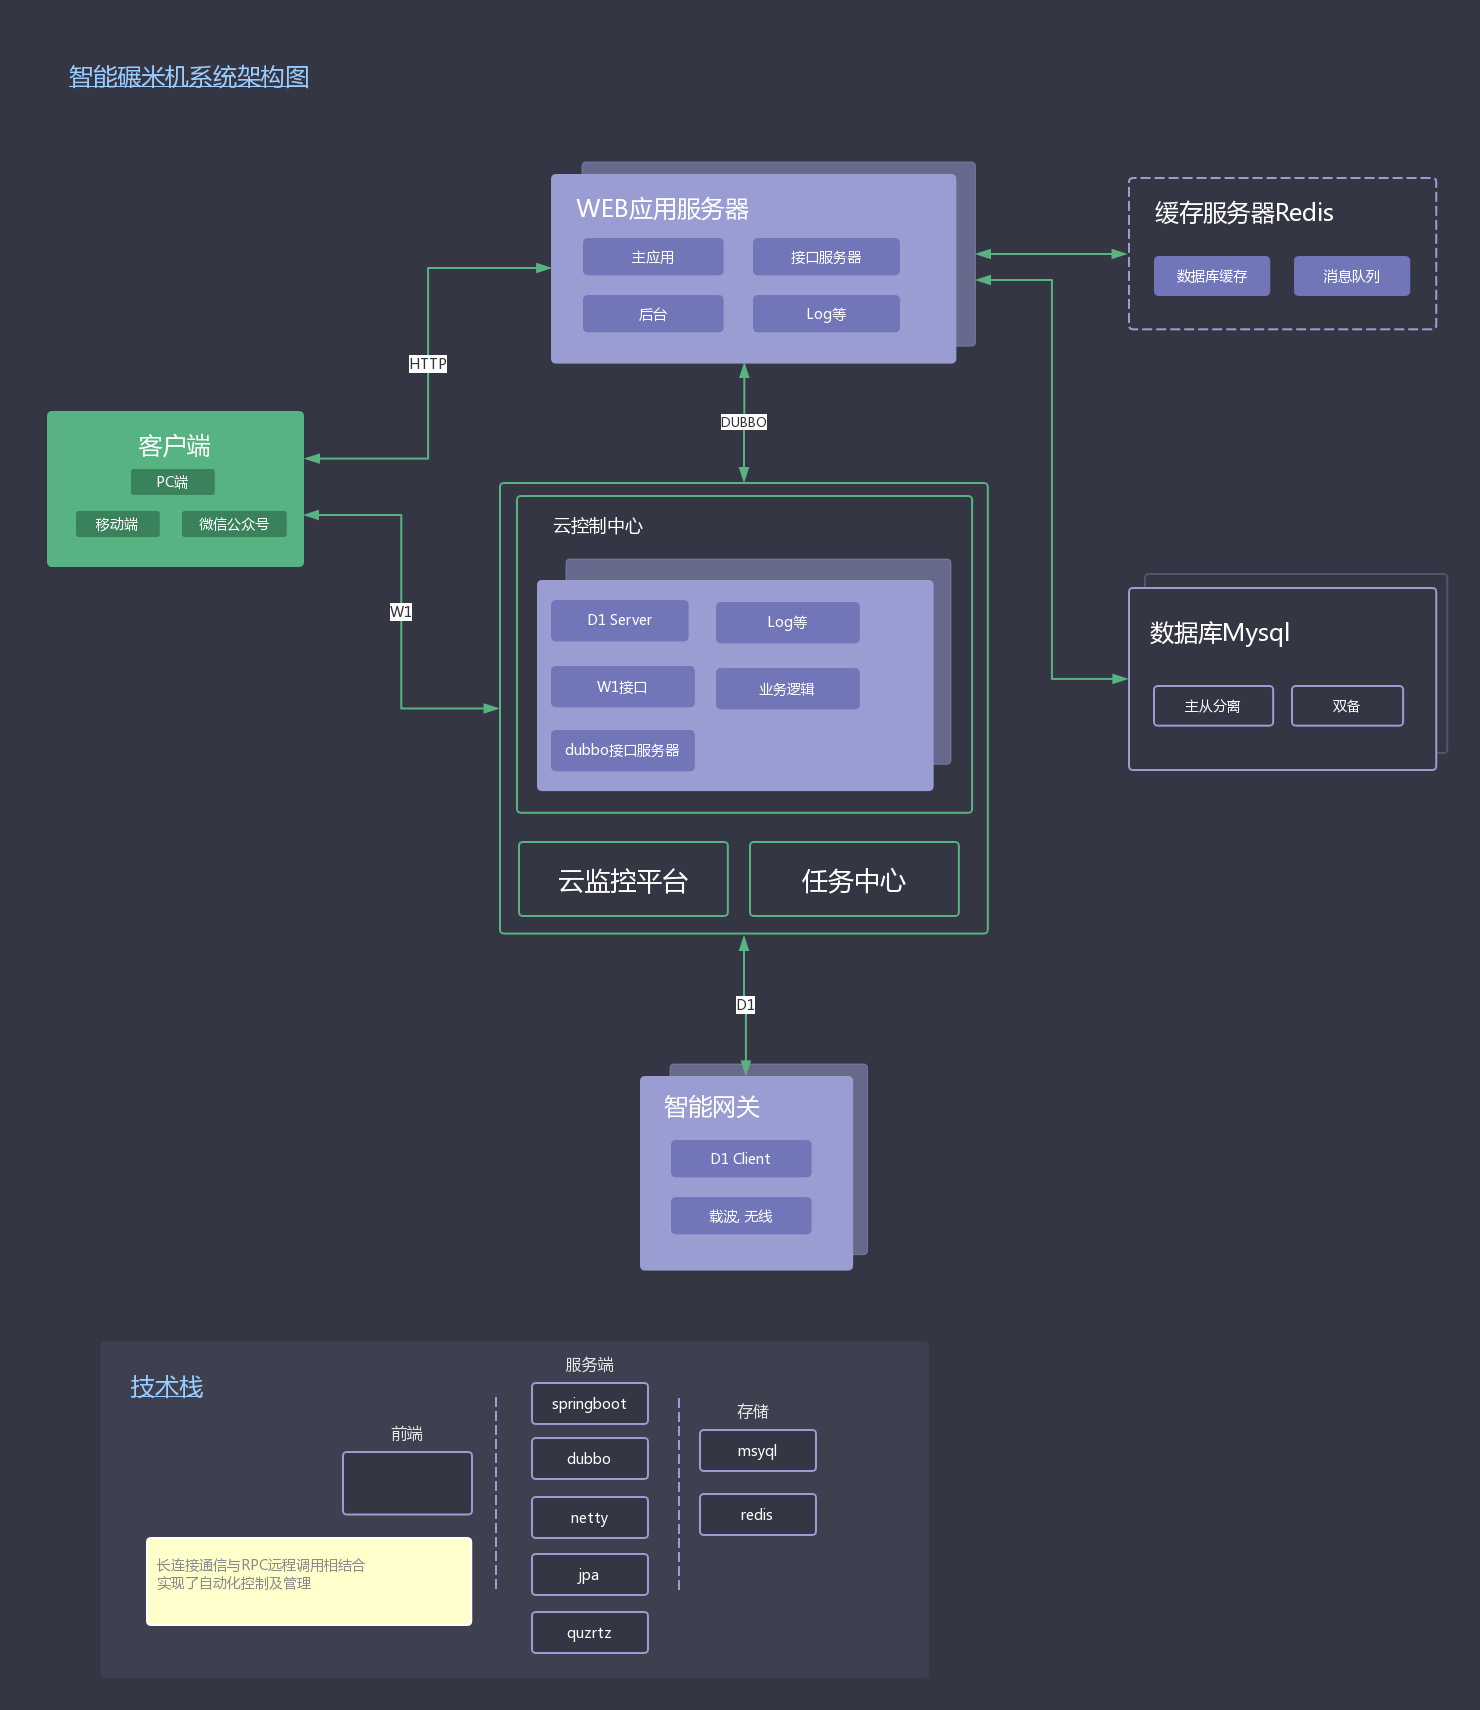 智能碾米机系统架构图
WEB应用服务器
主应用
接口服务器
后台
Log等
缓存服务器Redis
数据库缓存
消息队列
HTTP
DUBBO
客户端
PC端
移动端
微信公众号
W1
云控制中心
D1 Server
Log等
W1接口
业务逻辑
dubbo接口服务器
云监控平台
任务中心
数据库Mysql
主从分离
双备
D1
智能网关
D1 Client
载波, 无线
技术栈
前端
长连接通信与RPC远程调用相结合
实现了自动化控制及管理
服务端
springboot
dubbo
netty
jpa
quzrtz
存储
msyql
redis